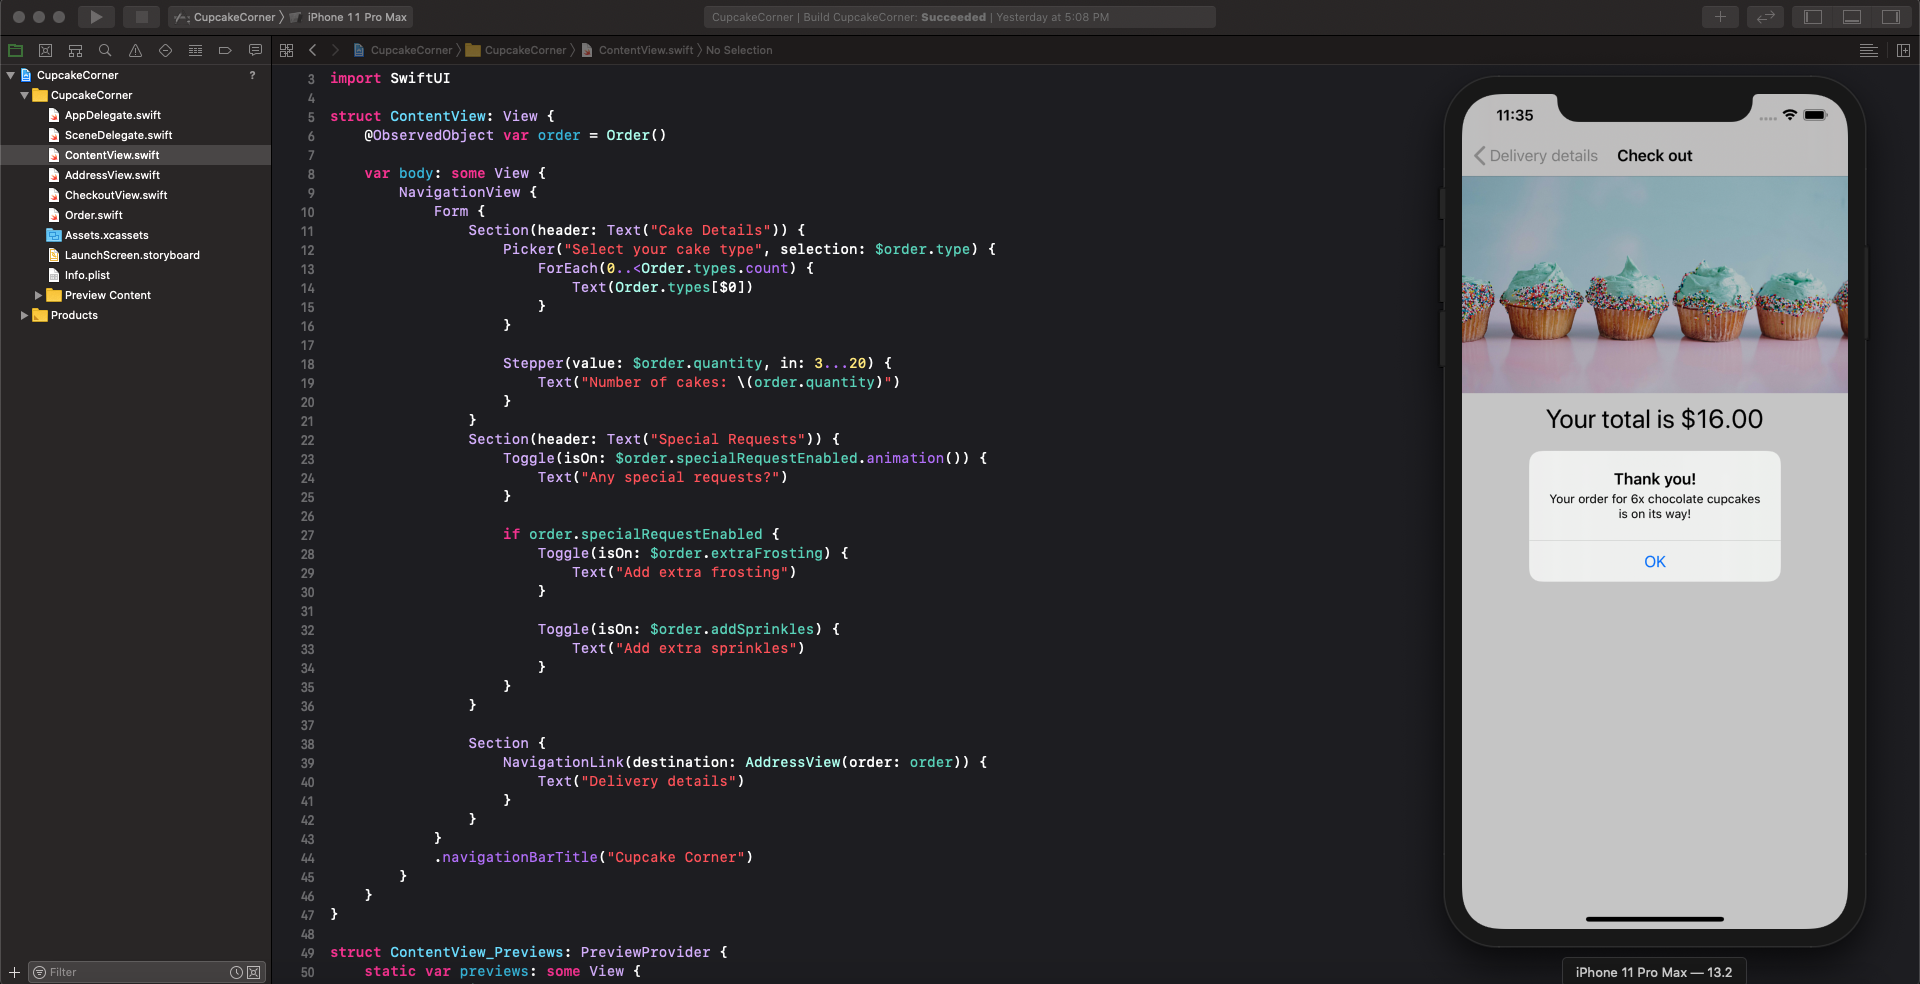 CupcakeCorner 〉 iPhone 11 Pro Max
CupcakeCorner | Build CupcakeCorner: Succeeded | Yesterday at 5:08 PM
CupcakeCorner 〉 CupcakeCorner 〉 ContentView.swift 〉 No Selection
CupcakeCorner ?
CupcakeCorner
AppDelegate.swift
SceneDelegate.swift
ContentView.swift
AddressView.swift
CheckoutView.swift
Order.swift
Assets.xcassets
LaunchScreen.storyboard
Info.plist
Preview Content
Products
Filter
3 import SwiftUI
4
5 struct ContentView: View {
6     @ObservedObject var order = Order()
7
8     var body: some View {
9         NavigationView {
10             Form {
11                 Section(header: Text("Cake Details")) {
12                     Picker("Select your cake type", selection: $order.type) {
13                         ForEach(0..<Order.types.count) {
14                             Text(Order.types[$0])
15                         }
16                     }
17
18                     Stepper(value: $order.quantity, in: 3...20) {
19                         Text("Number of cakes: \(order.quantity)")
20                     }
21                 }
22                 Section(header: Text("Special Requests")) {
23                     Toggle(isOn: $order.specialRequestEnabled.animation()) {
24                         Text("Any special requests?")
25                     }
26
27                     if order.specialRequestEnabled {
28                         Toggle(isOn: $order.extraFrosting) {
29                             Text("Add extra frosting")
30                         }
31
32                         Toggle(isOn: $order.addSprinkles) {
33                             Text("Add extra sprinkles")
34                         }
35                     }
36                 }
37
38                 Section {
39                     NavigationLink(destination: AddressView(order: order)) {
40                         Text("Delivery details")
41                     }
42                 }
43             }
44             .navigationBarTitle("Cupcake Corner")
45         }
46     }
47 }
48
49 struct ContentView_Previews: PreviewProvider {
50     static var previews: some View {
11:35
Delivery details Check out
Your total is $16.00
Thank you!
Your order for 6x chocolate cupcakes
is on its way!
OK
iPhone 11 Pro Max — 13.2